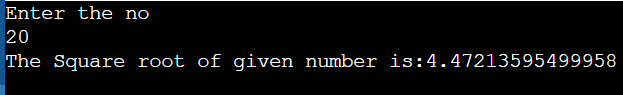 Enter the no
20
The Square root of given number is:4.47213595499958